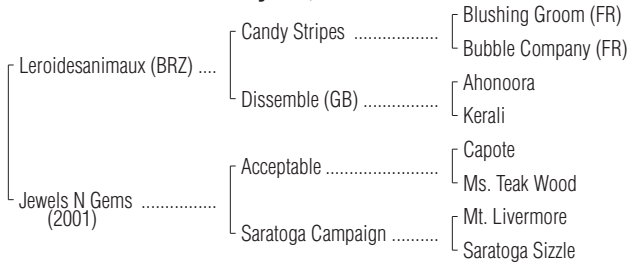 Blushing Groom (FR)
Candy Stripes ..................
Bubble Company (FR)
Leroidesanimaux (BRZ) ....
Ahonoora
Dissemble (GB) ................
Kerali
Capote
Acceptable ........................
Ms. Teak Wood
Jewels N Gems ................
(2001)
Mt. Livermore
Saratoga Campaign ..........
Saratoga Sizzle